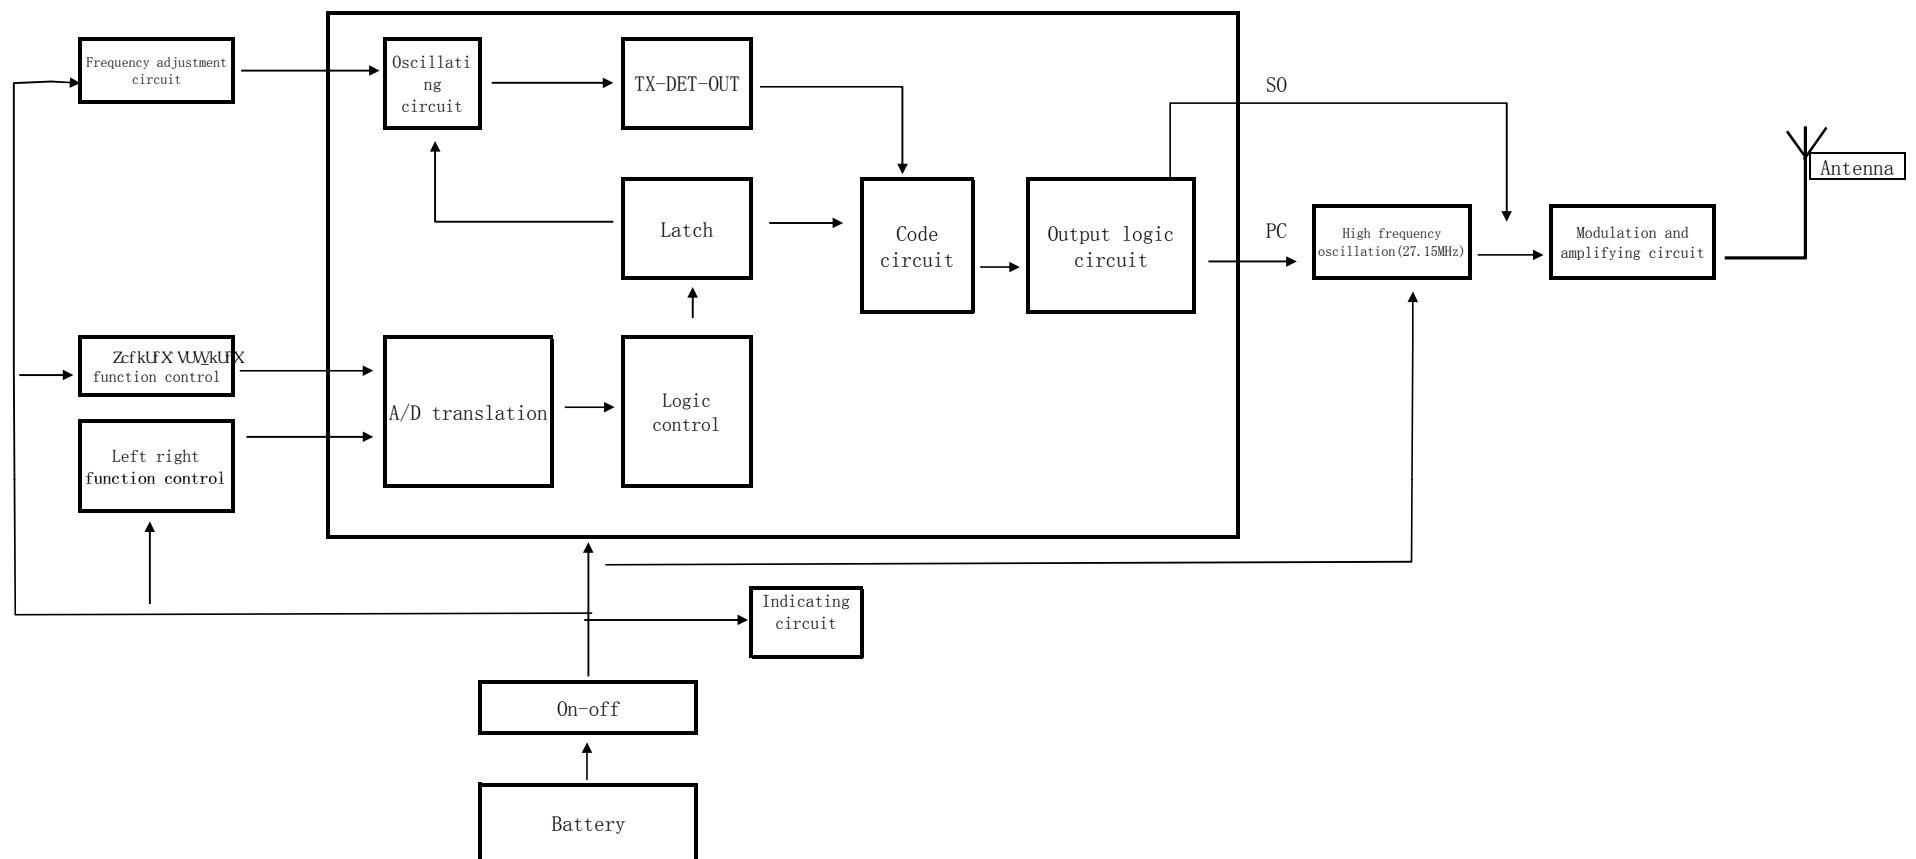 Frequency adjustment
circuit
Oscillati
ng
circuit
TX-DET-OUT
SO
Antenna
Latch
Code
circuit
Output logic
circuit
PC
High frequency
oscillation(27.15MHz)
Modulation and
amplifying circuit
function control
A/D translation
Logic
control
Left right
function control
Indicating
circuit
On-off
Battery